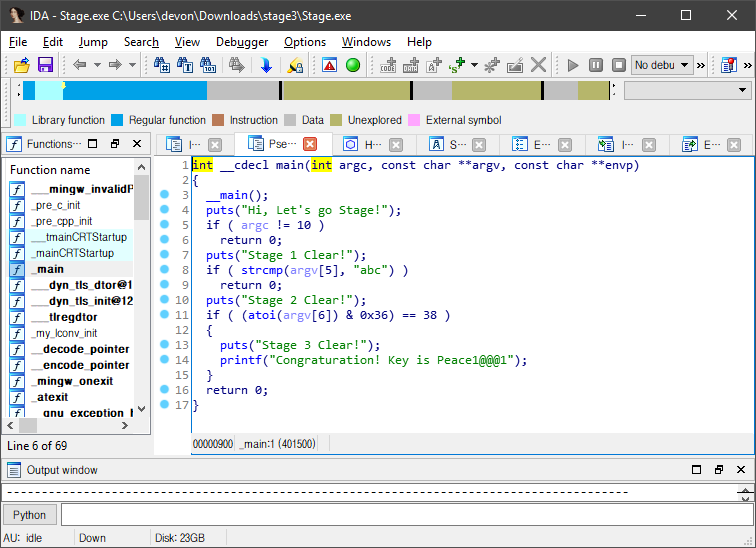 IDA - Stage.exe C:\Users\devon\Downloads\stage3\Stage.exe
File Edit Jump Search View Debugger Options Windows Help
No debu
Library function Regular function Instruction Data Unexplored External symbol
Functions··· I··· Pse··· H··· S··· E··· I··· E···
Function name
___mingw_invalidP
_pre_c_init
_pre_cpp_init
___tmainCRTStartup
_mainCRTStartup
_main
___dyn_tls_dtor@1
___dyn_tls_init@12
___tlregdtor
_my_lconv_init
__decode_pointer
__encode_pointer
_mingw_onexit
_atexit
Line 6 of 69
1 int __cdecl main(int argc, const char **argv, const char **envp)
2 {
3 __main();
4 puts("Hi, Let's go Stage!");
5 if ( argc != 10 )
6 return 0;
7 puts("Stage 1 Clear!");
8 if ( strcmp(argv[5], "abc") )
9 return 0;
10 puts("Stage 2 Clear!");
11 if ( (atoi(argv[6]) & 0x36) == 38 )
12 {
13 puts("Stage 3 Clear!");
14 printf("Congraturation! Key is Peace1@@@1");
15 }
16 return 0;
17 }
00000900 _main:1 (401500)
Output window
Python
AU: idle Down Disk: 23GB